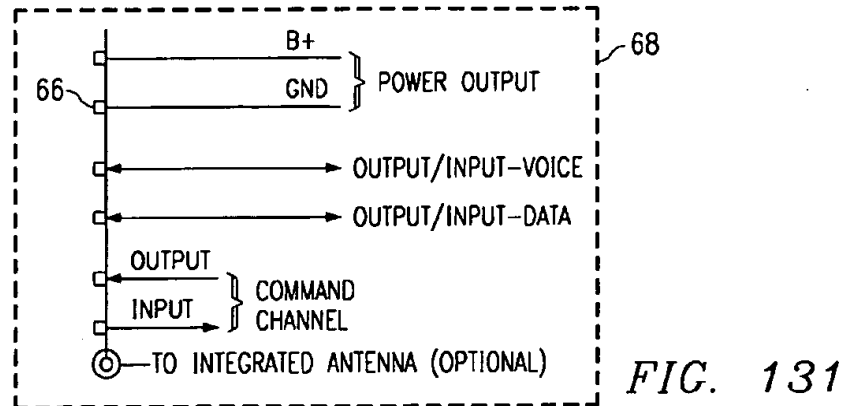 B+
68
66
GND
POWER OUTPUT
OUTPUT/INPUT-VOICE
OUTPUT/INPUT-DATA
OUTPUT
INPUT
COMMAND
CHANNEL
TO INTEGRATED ANTENNA (OPTIONAL)
FIG. 131